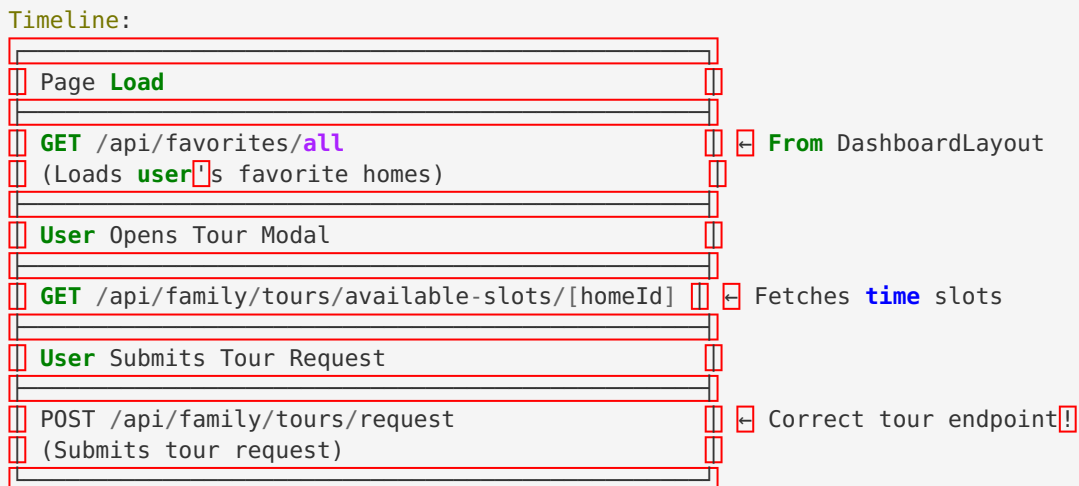 Timeline:
┌──────────────────────────────────────────────────┐
│ Page Load                                       │
├──────────────────────────────────────────────────┤
│ GET /api/favorites/all                          │ ← From DashboardLayout
│ (Loads user's favorite homes)                   │
├──────────────────────────────────────────────────┤
│ User Opens Tour Modal                           │
├──────────────────────────────────────────────────┤
│ GET /api/family/tours/available-slots/[homeId] │ ← Fetches time slots
├──────────────────────────────────────────────────┤
│ User Submits Tour Request                       │
├──────────────────────────────────────────────────┤
│ POST /api/family/tours/request                  │ ← Correct tour endpoint!
│ (Submits tour request)                          │
└──────────────────────────────────────────────────┘